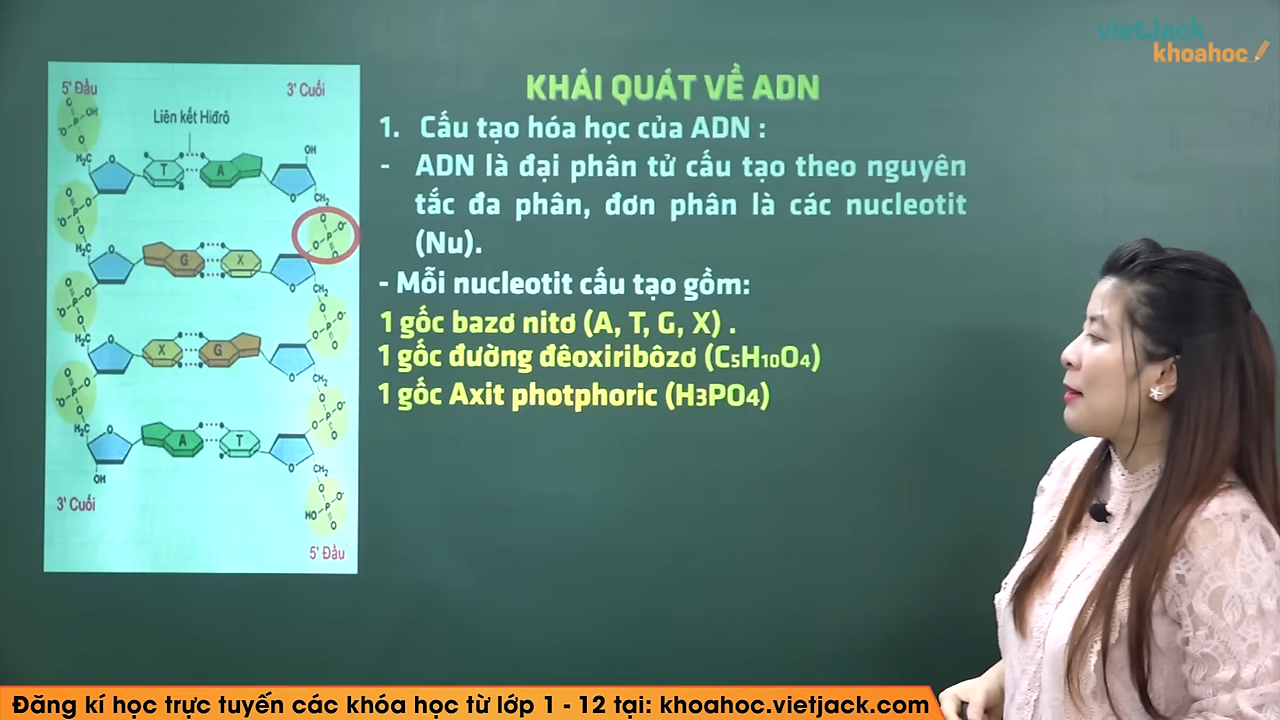 vietJack
khoahoc
KHÁI QUÁT VỀ ADN
1. Cấu tạo hóa học của ADN :
- ADN là đại phân tử cấu tạo theo nguyên
tắc đa phân, đơn phân là các nucleotit
(Nu).
- Mỗi nucleotit cấu tạo gồm:
1 gốc bazơ nitơ (A, T, G, X) .
1 gốc đường đêoxiribôzơ (C5H10O4)
1 gốc Axit photphoric (H3PO4)
5' Đầu
3' Cuối
Liên kết Hiđrô
OH
T
A
CH2
G
X
X
G
A
T
OH
3' Cuối
5' Đầu
Đăng kí học trực tuyến các khóa học từ lớp 1 - 12 tại: khoahoc.vietjack.com